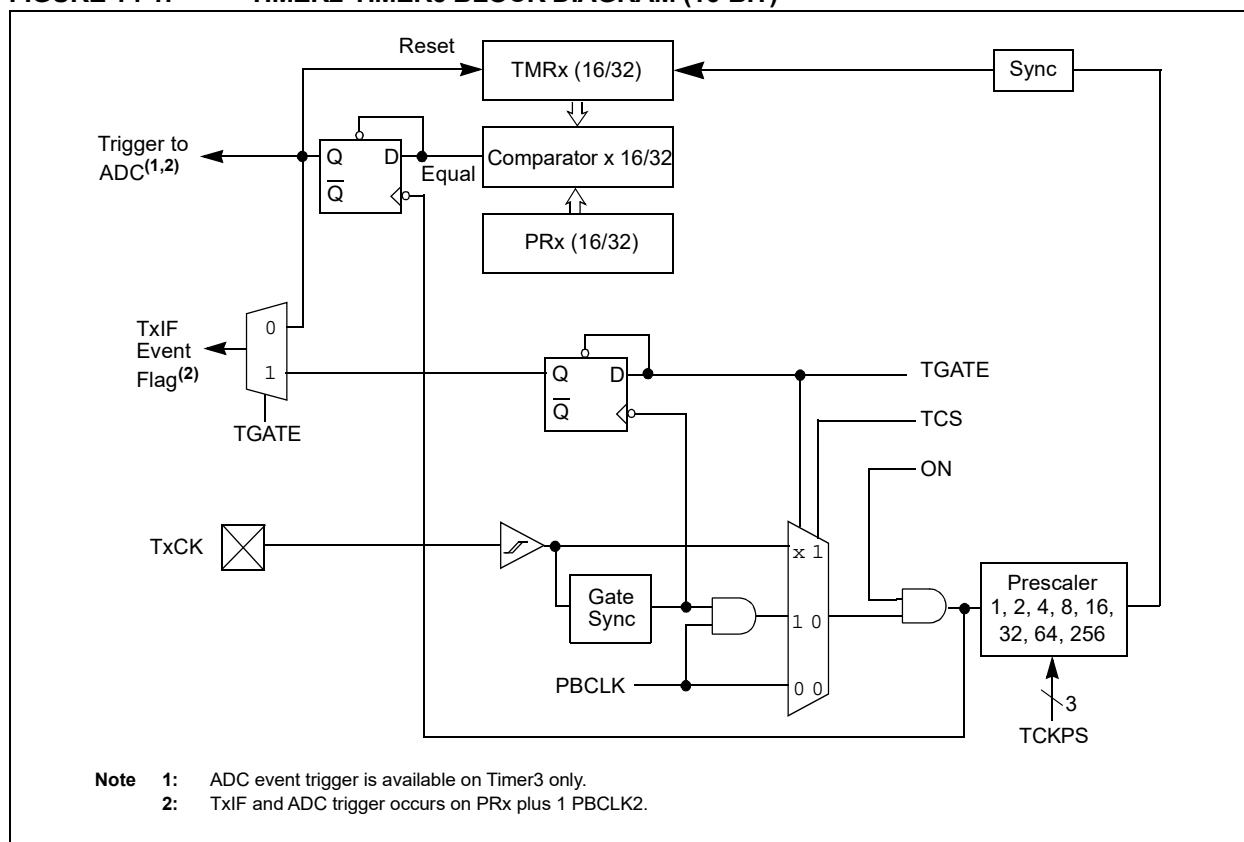 Reset
TMRx (16/32)
Sync
Trigger to
ADC(1,2)
Q
D
Q
Equal
Comparator x 16/32
PRx (16/32)
TxIF
Event
Flag(2)
0
1
TGATE
Q
D
Q
TGATE
TCS
ON
TxCK
Gate
Sync
x 1
1 0
0 0
PBCLK
Prescaler
1, 2, 4, 8, 16,
32, 64, 256
3
TCKPS
Note 1: ADC event trigger is available on Timer3 only.
2: TxIF and ADC trigger occurs on PRx plus 1 PBCLK2.